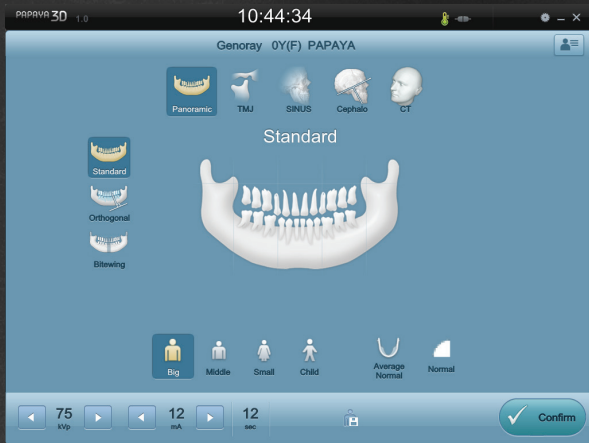 PAPAYA 3D 1.0
10:44:34
Genoray 0Y(F) PAPAYA
Panoramic
TMJ
SINUS
Cephalo
CT
Standard
Standard
Orthogonal
Bitewing
Big
Middle
Small
Child
Average
Normal
Normal
75
kVp
12
mA
12
sec
Confirm